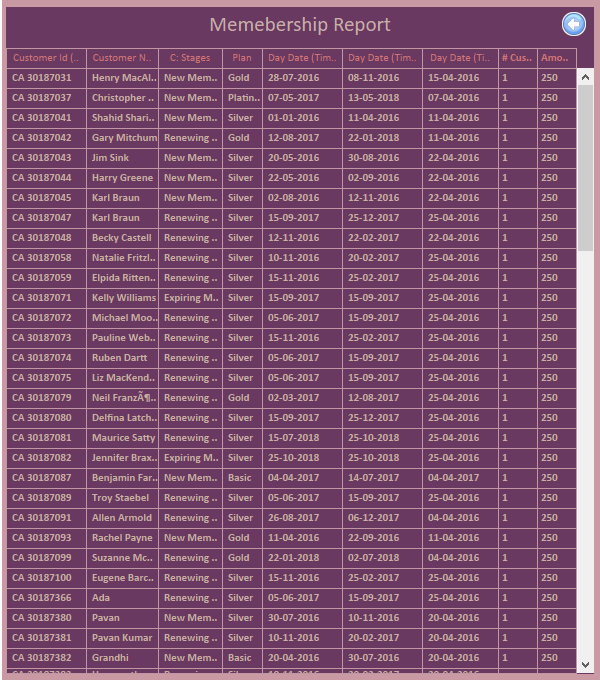 Memebership Report
Customer Id (.. Customer N.. C: Stages Plan Day Date (Tim.. Day Date (Tim.. Day Date (Ti.. # Cus.. Amo..
CA 30187031 Henry MacAl.. New Mem.. Gold 28-07-2016 08-11-2016 15-04-2016 1 250
CA 30187037 Christopher .. New Mem.. Platin.. 07-05-2017 13-05-2018 07-04-2016 1 250
CA 30187041 Shahid Shari.. New Mem.. Silver 01-01-2016 11-04-2016 11-04-2016 1 250
CA 30187042 Gary Mitchum Renewing .. Gold 12-08-2017 22-01-2018 11-04-2016 1 250
CA 30187043 Jim Sink New Mem.. Silver 20-05-2016 30-08-2016 22-04-2016 1 250
CA 30187044 Harry Greene New Mem.. Silver 22-05-2016 02-09-2016 22-04-2016 1 250
CA 30187045 Karl Braun New Mem.. Silver 02-08-2016 12-11-2016 22-04-2016 1 250
CA 30187047 Karl Braun Renewing .. Silver 15-09-2017 25-12-2017 25-04-2016 1 250
CA 30187048 Becky Castell Renewing .. Silver 12-11-2016 22-02-2017 22-04-2016 1 250
CA 30187058 Natalie Fritzl.. Renewing .. Silver 10-11-2016 20-02-2017 25-04-2016 1 250
CA 30187059 Elpida Ritten.. Renewing .. Silver 15-11-2016 25-02-2017 25-04-2016 1 250
CA 30187071 Kelly Williams Expiring M.. Silver 15-09-2017 15-09-2017 25-04-2016 1 250
CA 30187072 Michael Moo.. Renewing .. Silver 05-06-2017 15-09-2017 25-04-2016 1 250
CA 30187073 Pauline Web.. Renewing .. Silver 15-11-2016 25-02-2017 25-04-2016 1 250
CA 30187074 Ruben Dartt Renewing .. Silver 05-06-2017 15-09-2017 25-04-2016 1 250
CA 30187075 Liz MacKend.. Renewing .. Silver 05-06-2017 15-09-2017 25-04-2016 1 250
CA 30187079 Neil FranzÃ¶.. Renewing .. Gold 02-03-2017 12-08-2017 25-04-2016 1 250
CA 30187080 Delfina Latch.. Renewing .. Silver 15-09-2017 25-12-2017 25-04-2016 1 250
CA 30187081 Maurice Satty Renewing .. Silver 15-07-2018 25-10-2018 25-04-2016 1 250
CA 30187082 Jennifer Brax.. Expiring M.. Silver 25-10-2018 25-10-2018 25-04-2016 1 250
CA 30187087 Benjamin Far.. New Mem.. Basic 04-04-2017 14-07-2017 04-04-2017 1 250
CA 30187089 Troy Staebel Renewing .. Silver 05-06-2017 15-09-2017 25-04-2016 1 250
CA 30187091 Allen Armold Renewing .. Silver 26-08-2017 06-12-2017 04-04-2016 1 250
CA 30187093 Rachel Payne New Mem.. Gold 11-04-2016 22-09-2016 11-04-2016 1 250
CA 30187099 Suzanne Mc.. Renewing .. Gold 22-01-2018 02-07-2018 04-04-2016 1 250
CA 30187100 Eugene Barc.. Renewing .. Silver 15-11-2016 25-02-2017 25-04-2016 1 250
CA 30187366 Ada Renewing .. Silver 05-06-2017 15-09-2017 25-04-2016 1 250
CA 30187380 Pavan New Mem.. Silver 30-07-2016 10-11-2016 20-04-2016 1 250
CA 30187381 Pavan Kumar Renewing .. Silver 10-11-2016 20-02-2017 20-04-2016 1 250
CA 30187382 Grandhi New Mem.. Basic 20-04-2016 30-07-2016 20-04-2016 1 250